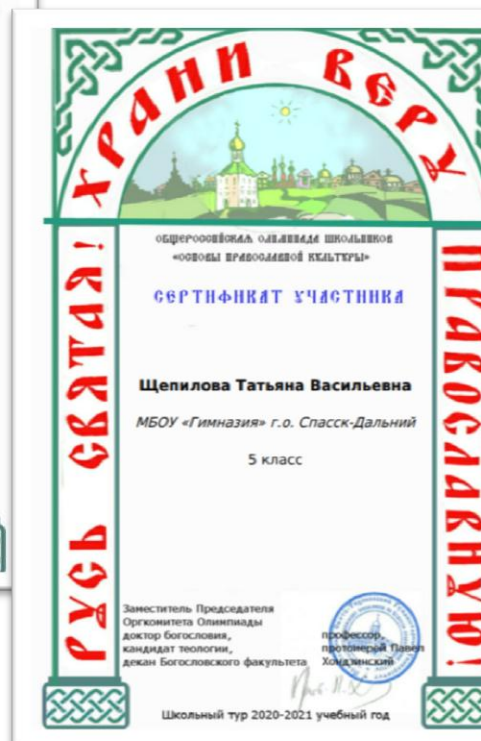 РУСЬ СВЯТАЯ!
ХРАНИ ВЕРУ
ПРАВОСЛАВНУЮ!
ОБЩЕРОССИЙСКАЯ ОЛИМПИАДА ШКОЛЬНИКОВ
«ОСНОВЫ ПРАВОСЛАВНОЙ КУЛЬТУРЫ»
СЕРТИФИКАТ УЧАСТНИКА
Щепилова Татьяна Васильевна
МБОУ «Гимназия» г.о. Спасск-Дальний
5 класс
Заместитель Председателя
Оргкомитета Олимпиады
доктор богословия,
кандидат теологии,
декан Богословского факультета
профессор,
протоиерей Павел
Хондзинский
Школьный тур 2020-2021 учебный год